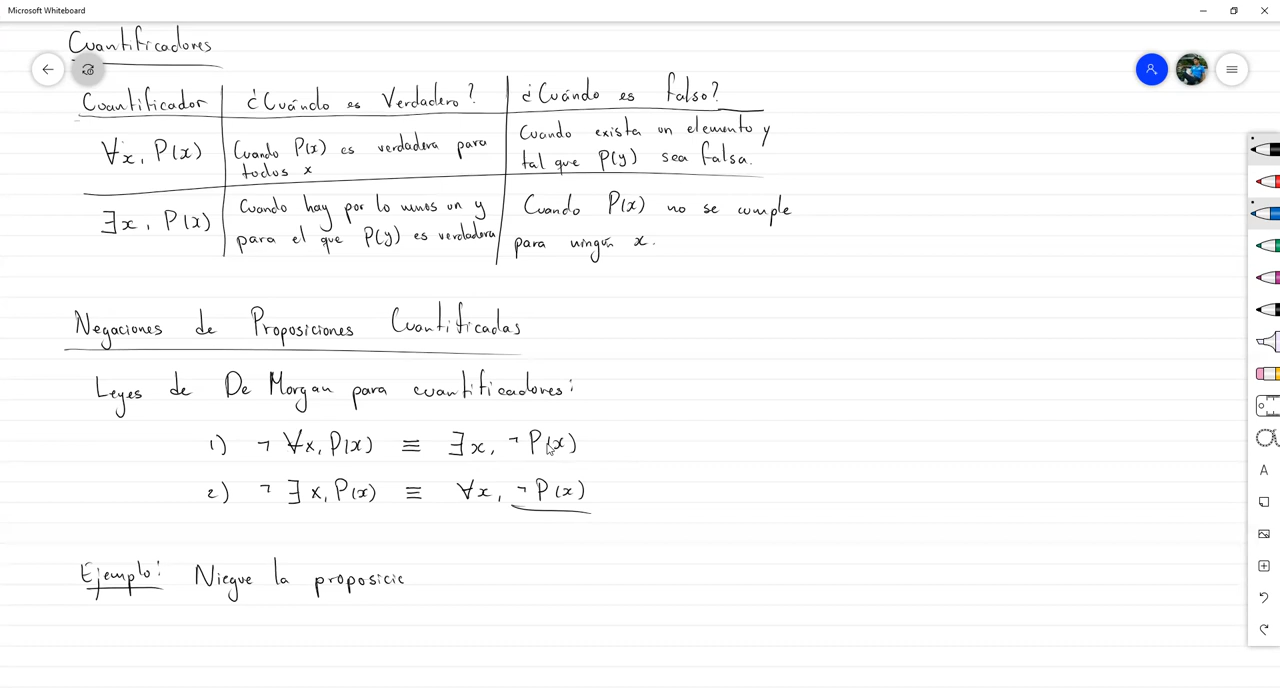 Microsoft Whiteboard
Cuantificadores
Cuantificador ¿Cuándo es Verdadero? ¿Cuándo es falso?
∀x, P(x) Cuando P(x) es verdadera para todos x Cuando exista un elemento y tal que P(y) sea falsa.
∃x, P(x) Cuando hay por lo menos un y para el que P(y) es verdadera Cuando P(x) no se cumple para ningún x.
Negaciones de Proposiciones Cuantificadas
Leyes de De Morgan para cuantificadores:
1) ¬ ∀x, P(x) ≡ ∃x, ¬P(x)
2) ¬ ∃x, P(x) ≡ ∀x, ¬P(x)
Ejemplo: Niegue la proposicie
A